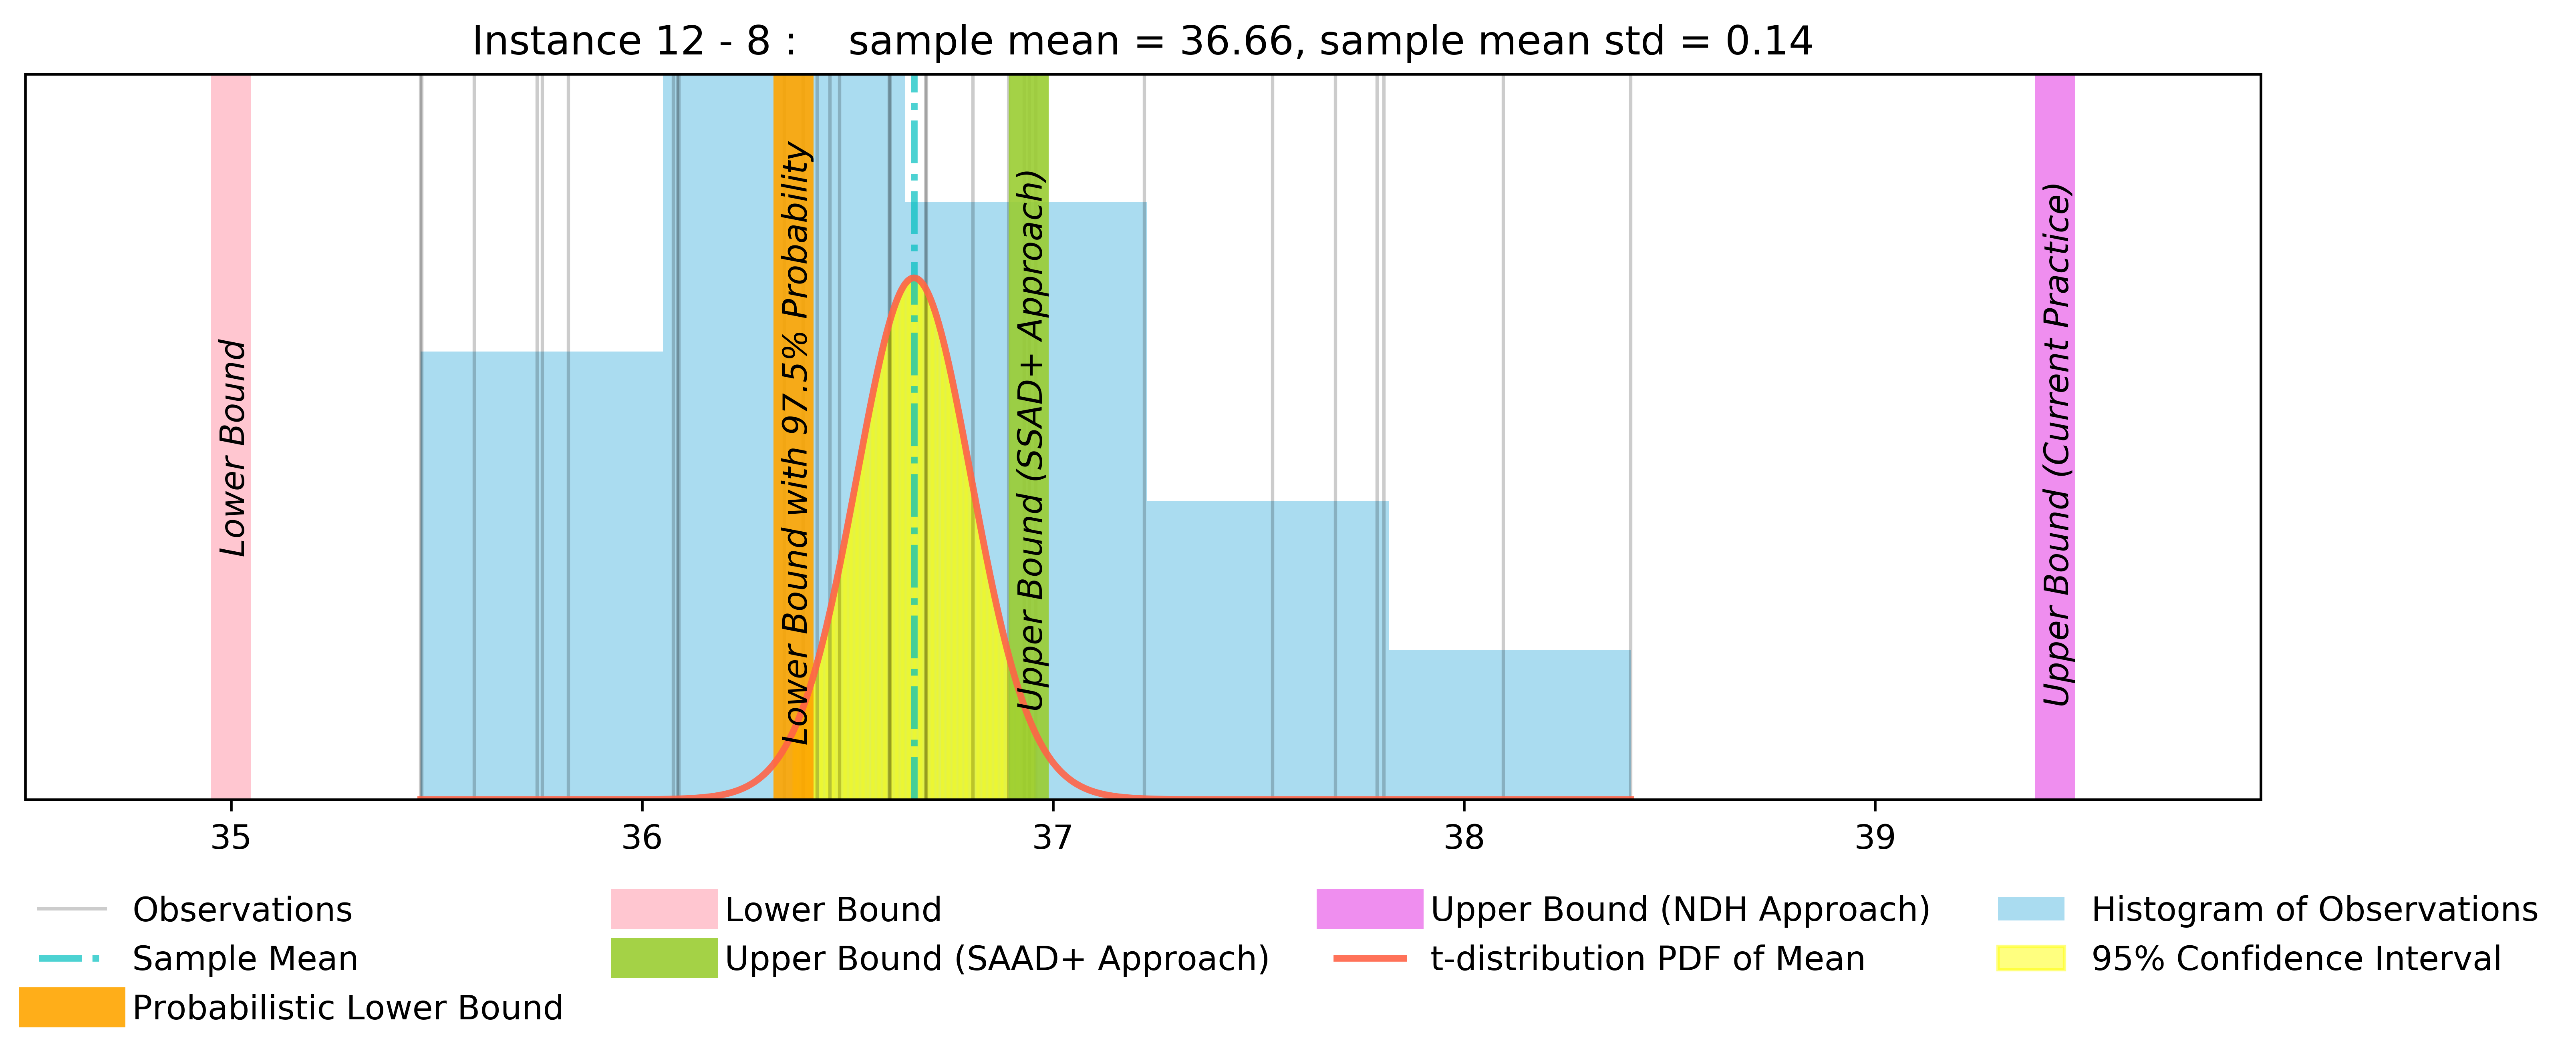 Instance 12 - 8 :    sample mean = 36.66, sample mean std = 0.14
Lower Bound
Lower Bound with 97.5% Probability
Upper Bound (SSAD+ Approach)
Upper Bound (Current Practice)
35 36 37 38 39
Observations
Sample Mean
Probabilistic Lower Bound
Lower Bound
Upper Bound (SAAD+ Approach)
Upper Bound (NDH Approach)
t-distribution PDF of Mean
Histogram of Observations
95% Confidence Interval